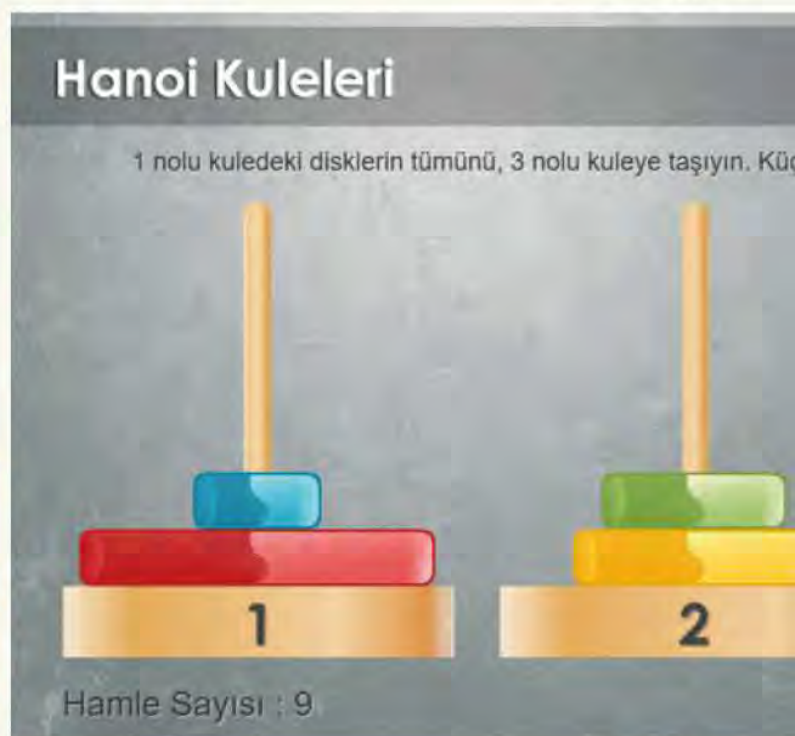 Hanoi Kuleleri
1 nolu kuledeki disklerin tümünü, 3 nolu kuleye taşıyın.
1
2
Hamle Sayısı : 9